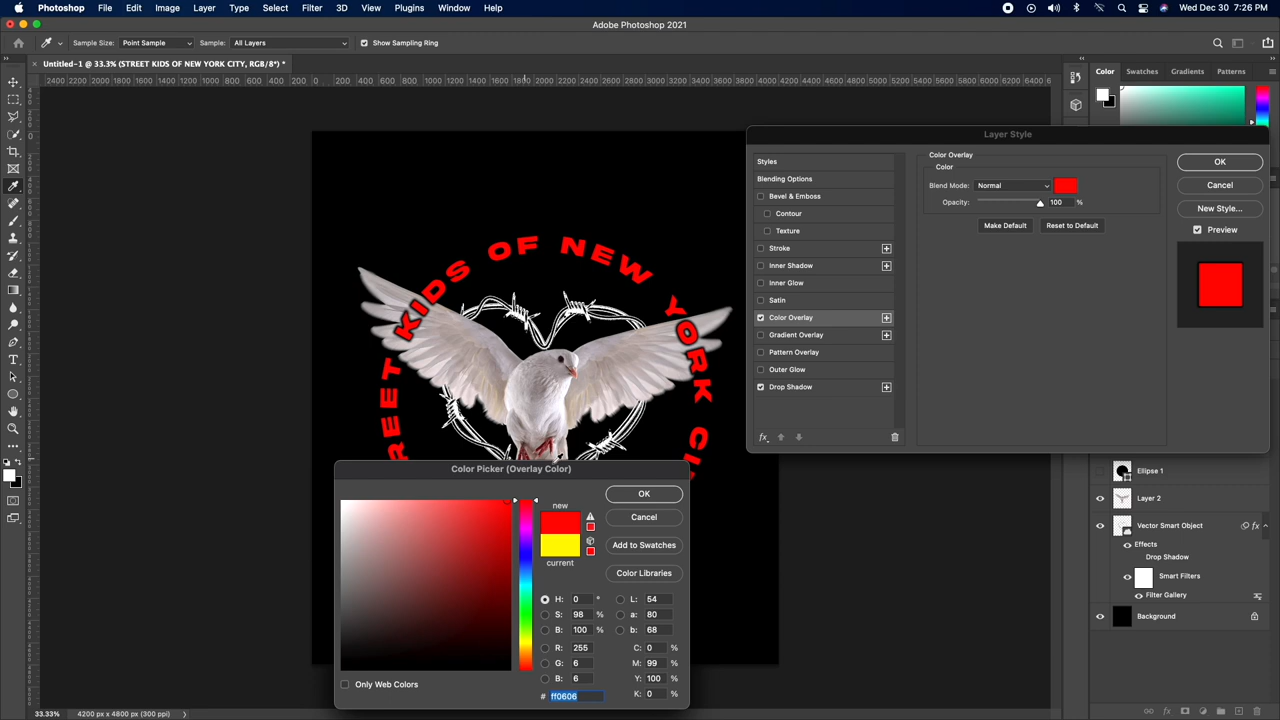 Photoshop File Edit Image Layer Type Select Filter 3D View Plugins Window Help Wed Dec 30 7:26 PM
Adobe Photoshop 2021
Sample Size: Point Sample Sample: All Layers Show Sampling Ring
Untitled-1 @ 33.3% (STREET KIDS OF NEW YORK CITY, RGB/8*) *
Color Swatches Gradients Patterns
Layer Style
Styles
Blending Options
Bevel & Emboss
Contour
Texture
Stroke
Inner Shadow
Inner Glow
Satin
Color Overlay
Gradient Overlay
Pattern Overlay
Outer Glow
Drop Shadow
fx
Color Overlay
Color
Blend Mode: Normal
Opacity: 100 %
Make Default Reset to Default
OK
Cancel
New Style...
Preview
REET KIDS OF NEW YORK CI
Color Picker (Overlay Color)
new
current
OK
Cancel
Add to Swatches
Color Libraries
H: 0 ° L: 54
S: 98 % a: 80
B: 100 % b: 68
R: 255 C: 0 %
G: 6 M: 99 %
B: 6 Y: 100 %
# ff0606 K: 0 %
Only Web Colors
Ellipse 1
Layer 2
Vector Smart Object fx
Effects
Drop Shadow
Smart Filters
Filter Gallery
Background
33.33% 4200 px x 4800 px (300 ppi)